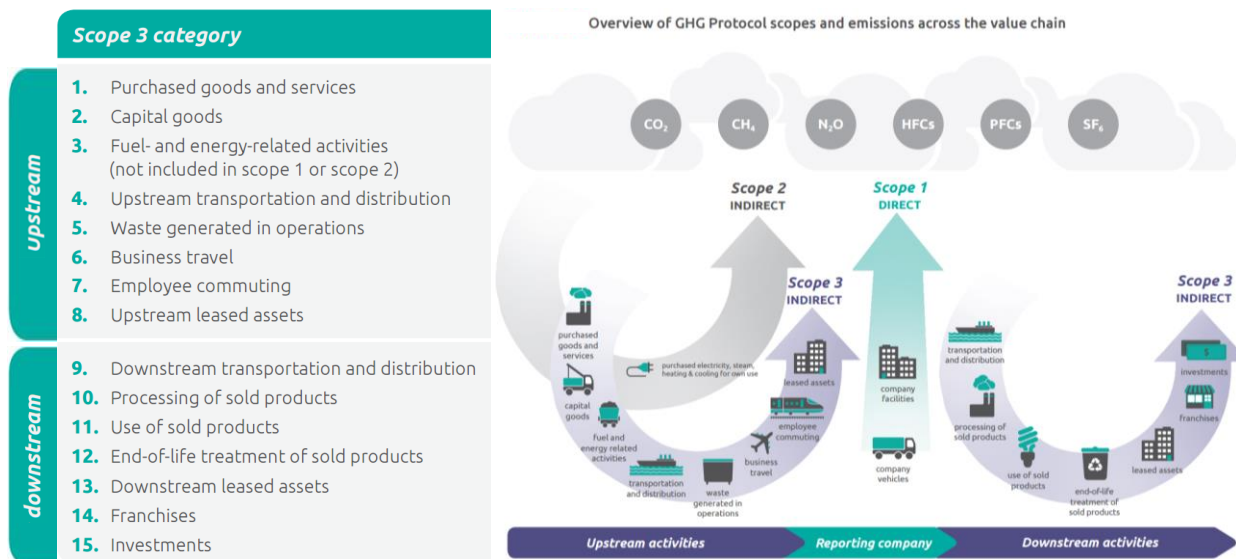 Scope 3 category
Upstream
1. Purchased goods and services
2. Capital goods
3. Fuel- and energy-related activities
(not included in scope 1 or scope 2)
4. Upstream transportation and distribution
5. Waste generated in operations
6. Business travel
7. Employee commuting
8. Upstream leased assets
downstream
9. Downstream transportation and distribution
10. Processing of sold products
11. Use of sold products
12. End-of-life treatment of sold products
13. Downstream leased assets
14. Franchises
15. Investments
Overview of GHG Protocol scopes and emissions across the value chain
CO₂
CH₄
N₂O
HFCs
PFCs
SF₆
Scope 2
INDIRECT
Scope 1
DIRECT
Scope 3
INDIRECT
Scope 3
INDIRECT
purchased
goods and
services
capital
goods
fuel and
energy related
activities
transportation
and distribution
waste
generated in
operations
business
travel
employee
commuting
leased assets
purchased electricity, steam,
heating & cooling for own use
company
facilities
company
vehicles
transportation
and distribution
processing of
sold products
use of sold
products
end-of-life
treatment of
sold products
leased assets
franchises
investments
$
Upstream activities
Reporting company
Downstream activities